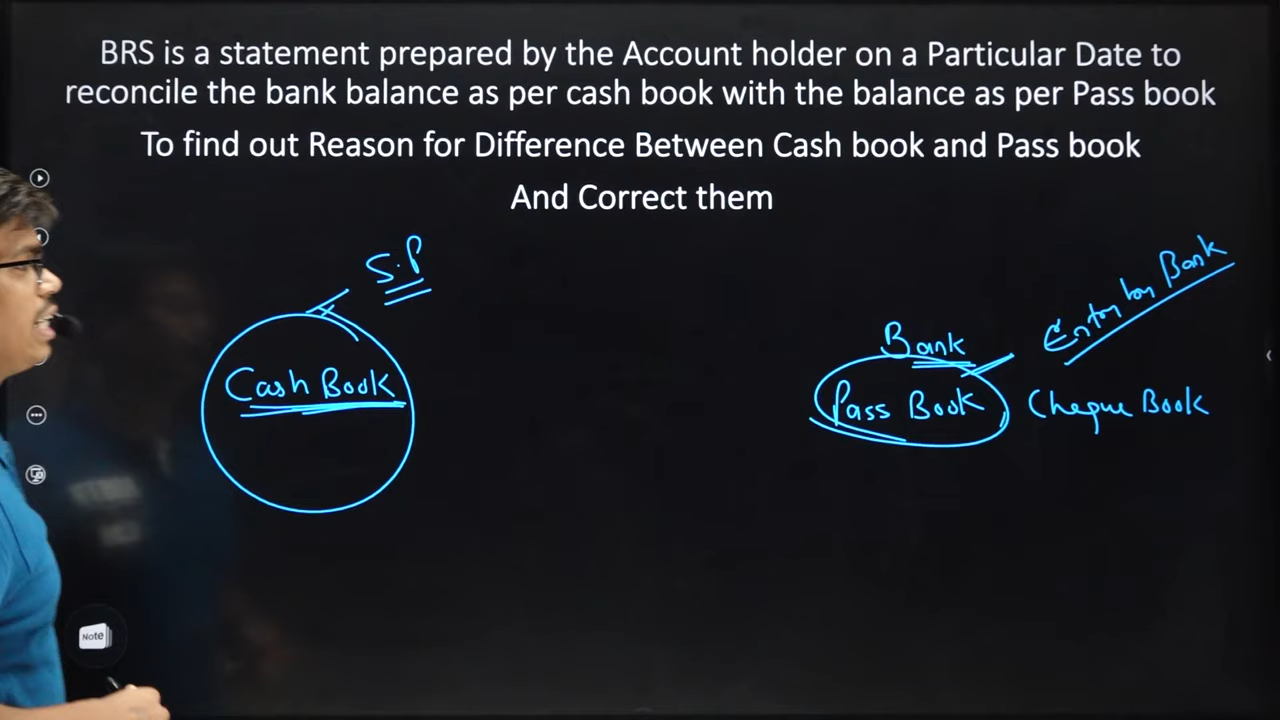 BRS is a statement prepared by the Account holder on a Particular Date to
reconcile the bank balance as per cash book with the balance as per Pass book
To find out Reason for Difference Between Cash book and Pass book
And Correct them
S.P
Cash Book
Bank
Pass Book
Entry by Bank
Cheque Book
Note